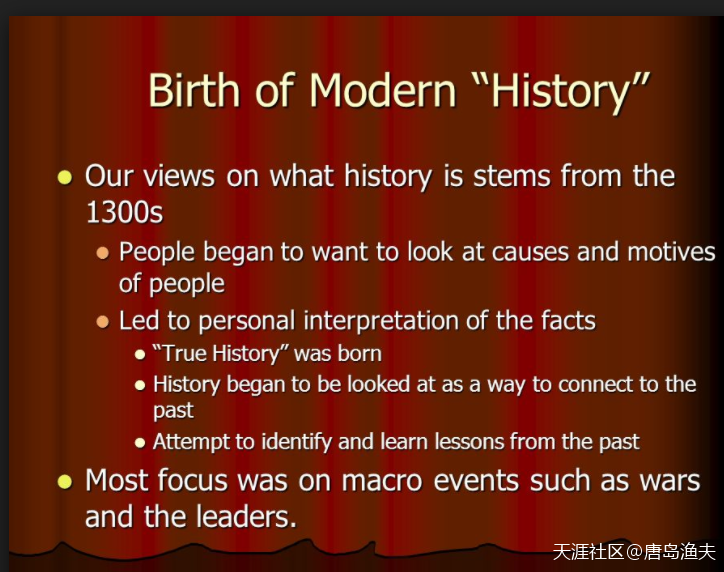 Birth of Modern “History”
Our views on what history is stems from the
1300s
People began to want to look at causes and motives
of people
Led to personal interpretation of the facts
“True History” was born
History began to be looked at as a way to connect to the
past
Attempt to identify and learn lessons from the past
Most focus was on macro events such as wars
and the leaders.
天涯社区@唐岛渔夫